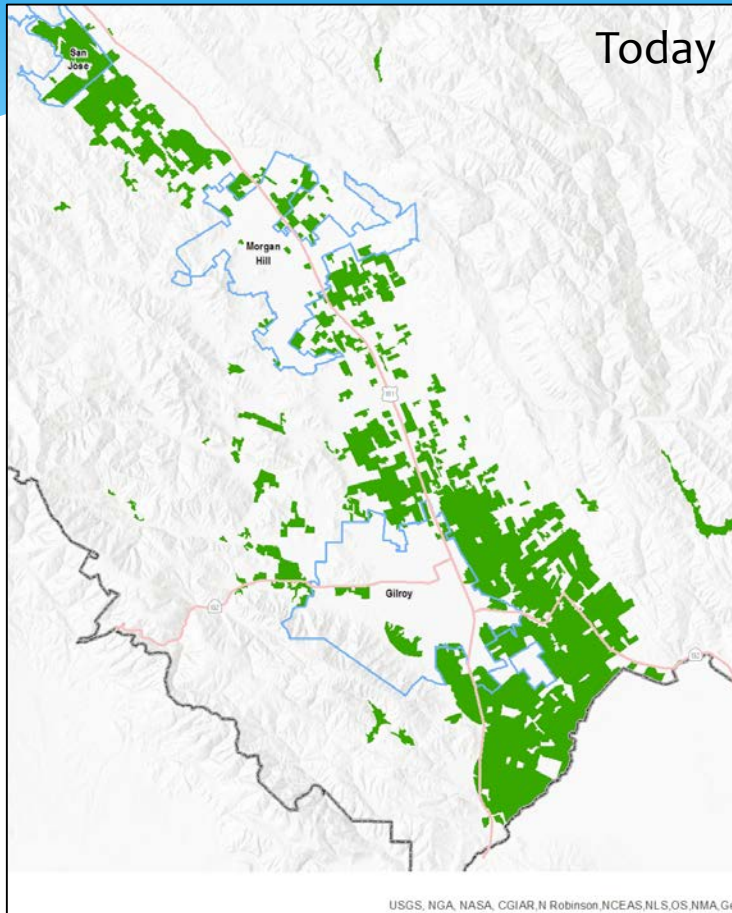 Today
San
Jose
Morgan
Hill
101
Gilroy
152
152
USGS, NGA, NASA, CGIAR,N Robinson,NCEAS,NLS,OS,NMA,Ge